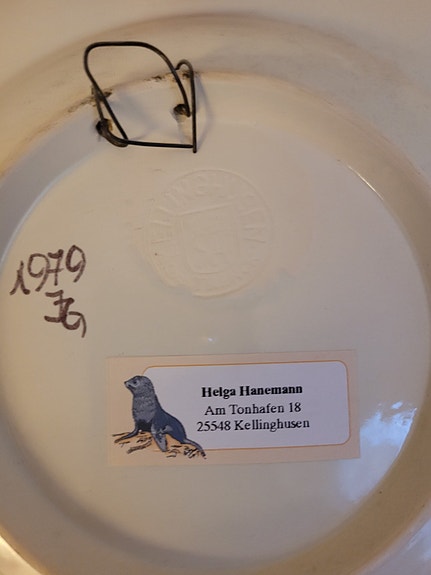 1979
Helga Hanemann
Am Tonhafen 18
25548 Kellinghusen